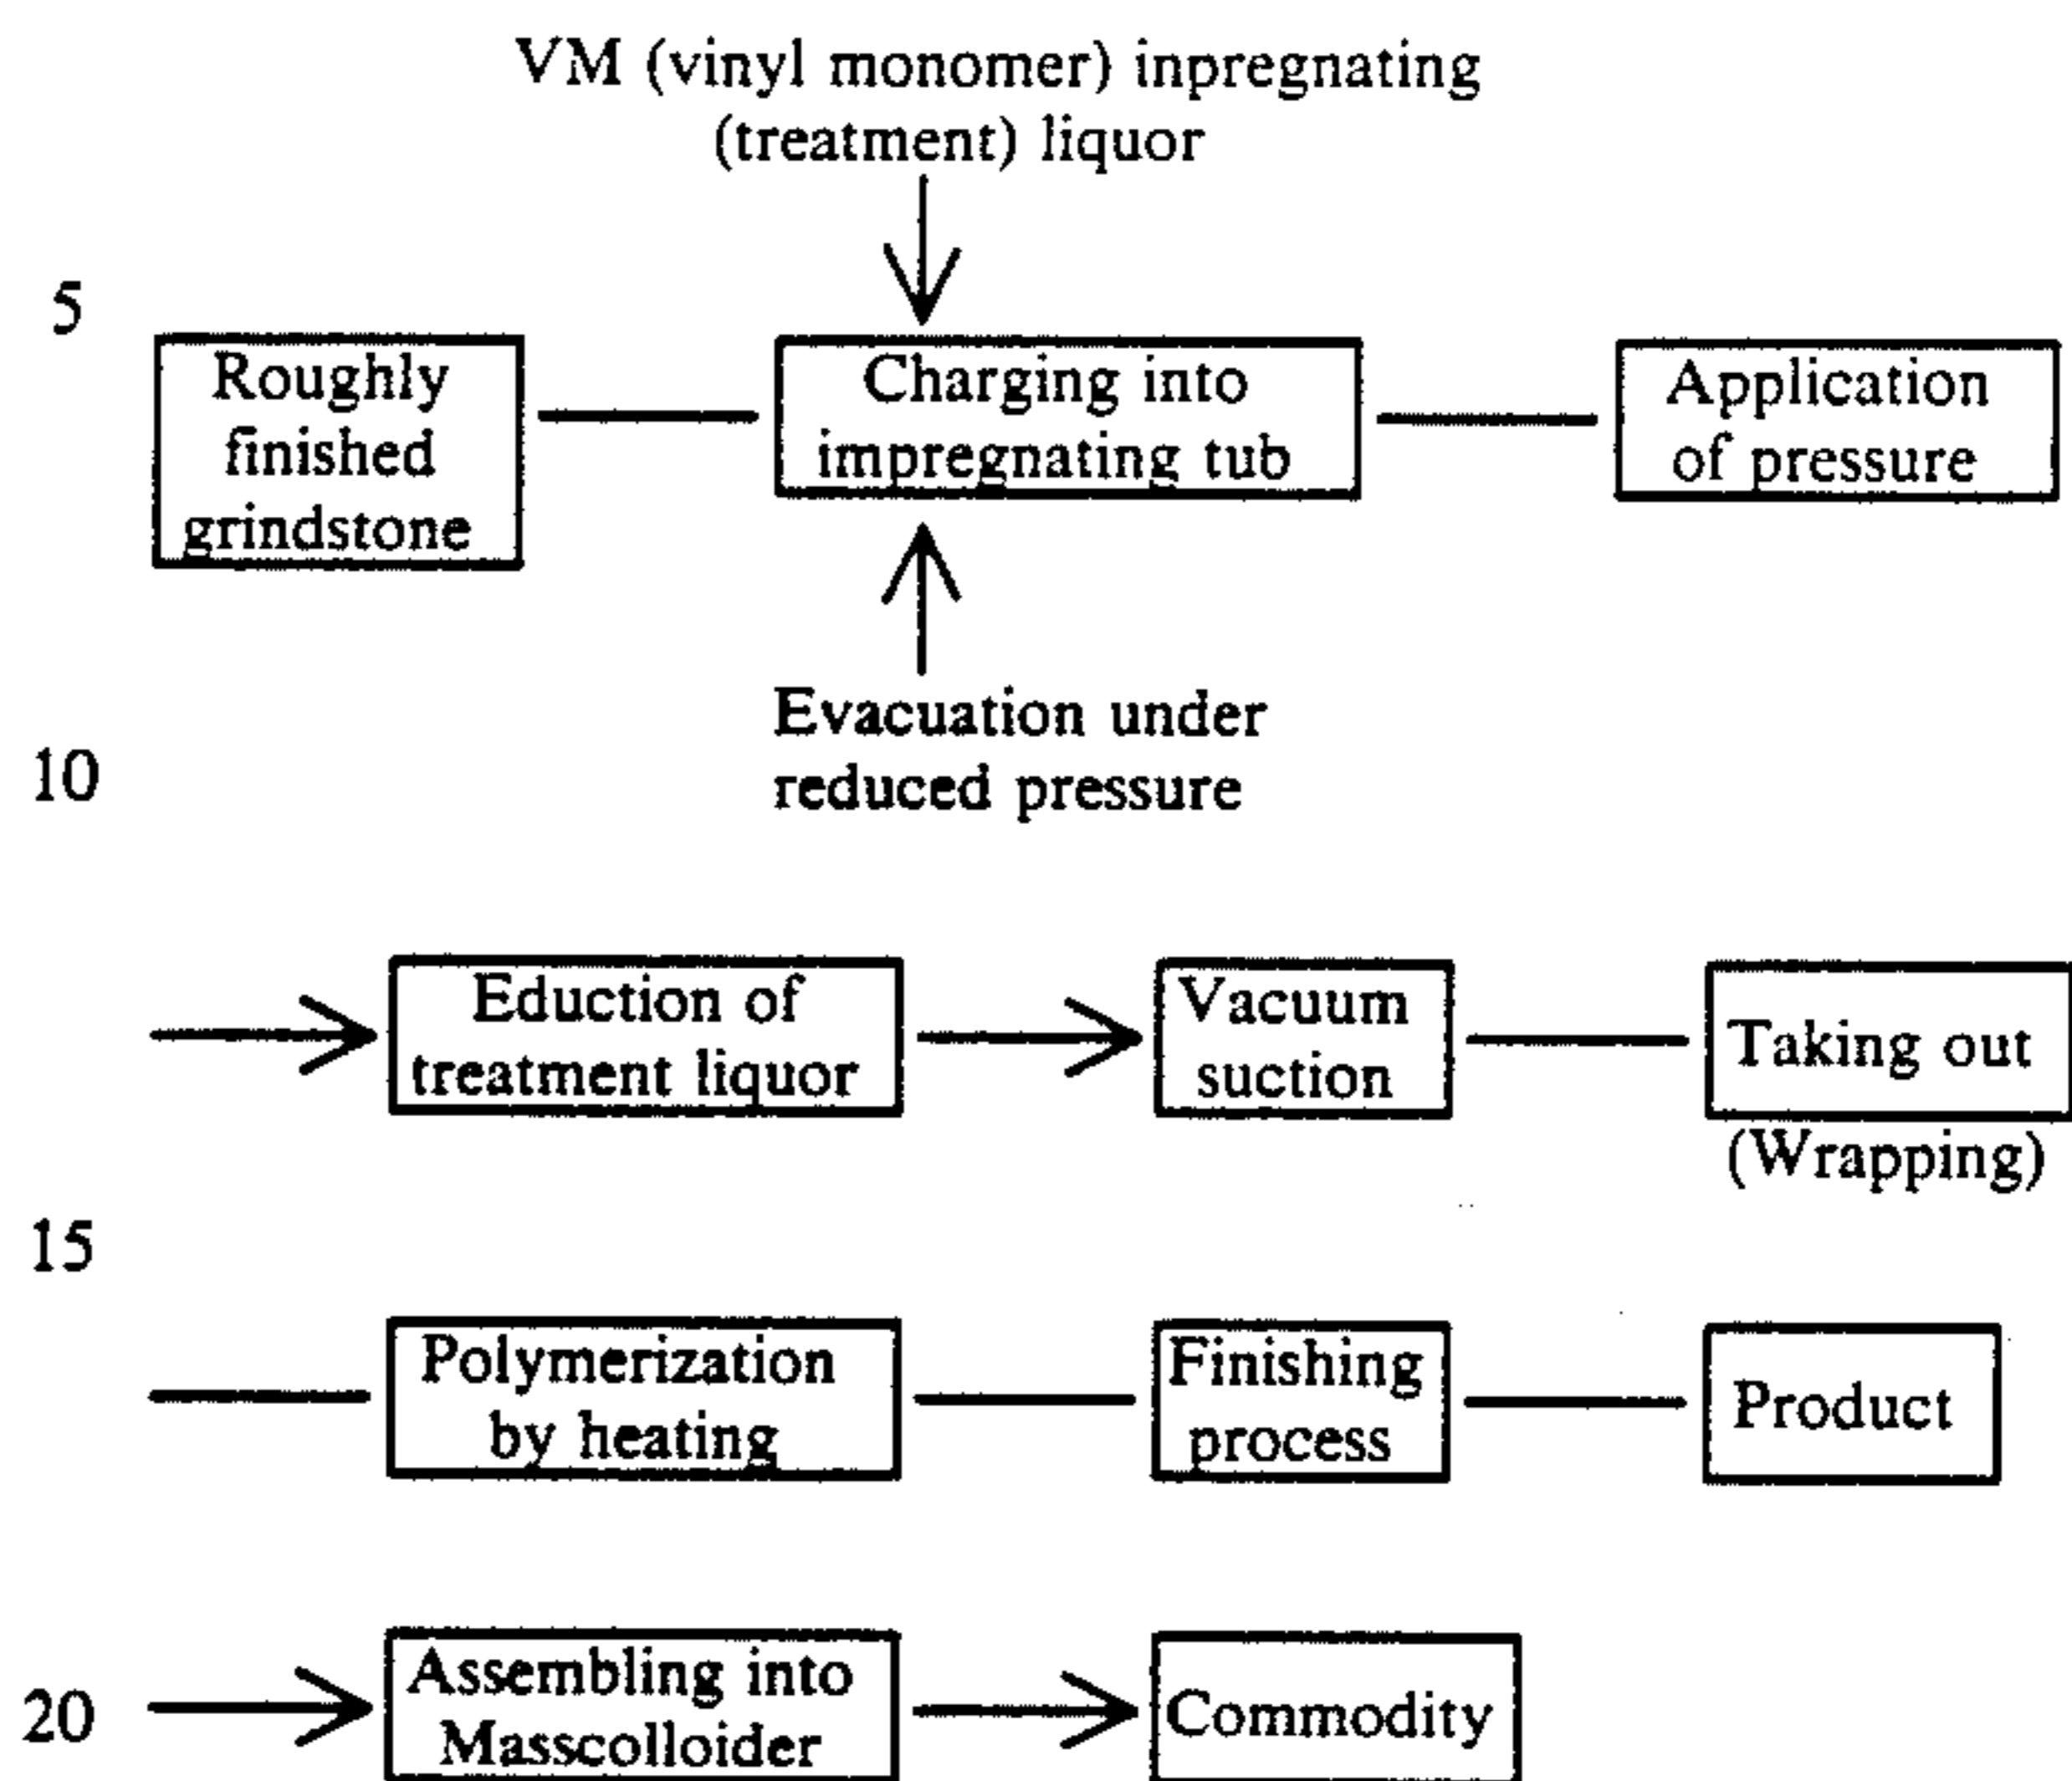 VM (vinyl monomer) inpregnating
(treatment) liquor
5
Roughly
finished
grindstone
Charging into
impregnating tub
Application
of pressure
Evacuation under
reduced pressure
10
Eduction of
treatment liquor
Vacuum
suction
Taking out
(Wrapping)
15
Polymerization
by heating
Finishing
process
Product
20
Assembling into
Masscolloider
Commodity